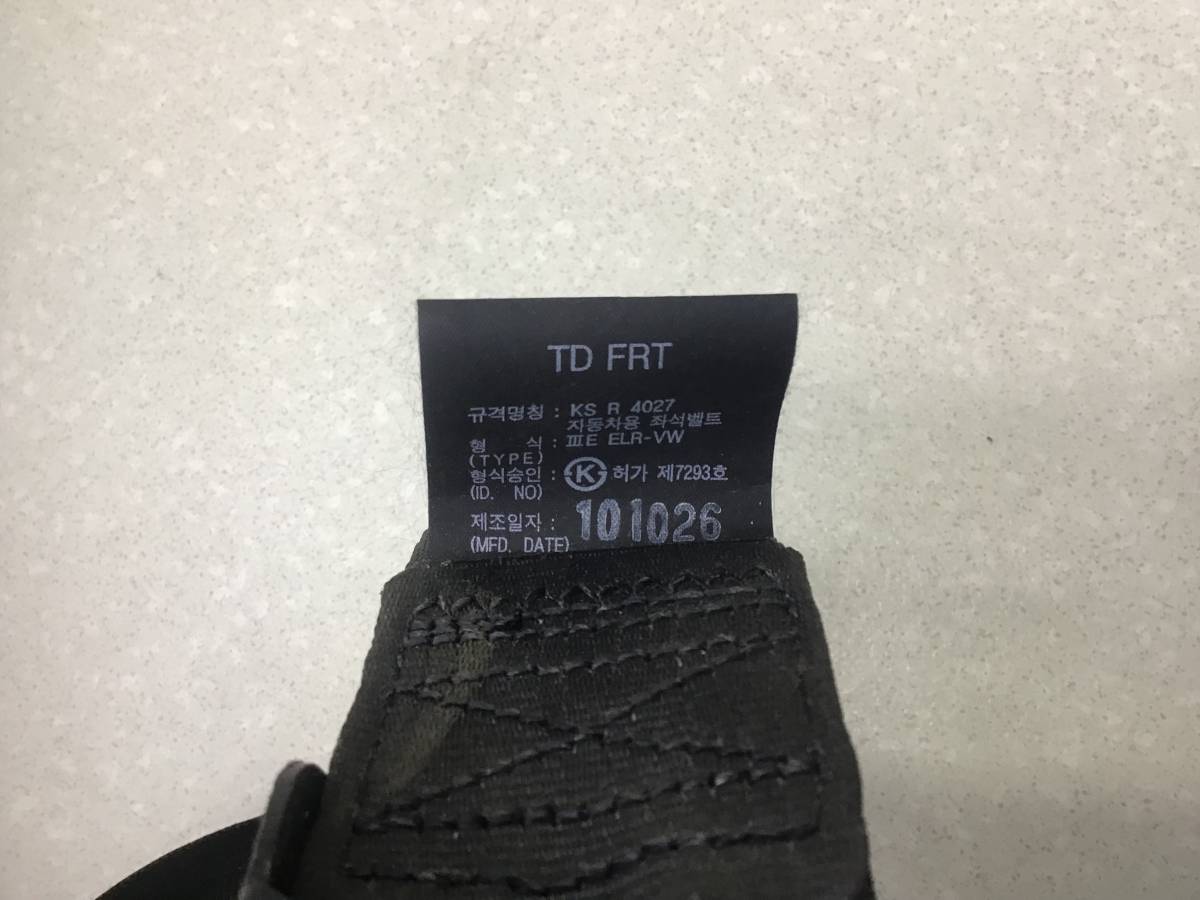 TD FRT
규격명칭 : KS R 4027
자동차용 좌석벨트
형 식 : ⅢE ELR-VW
(TYPE)
형식승인 : K 허가 제7293호
(ID. NO)
제조일자 : 101026
(MFD. DATE)